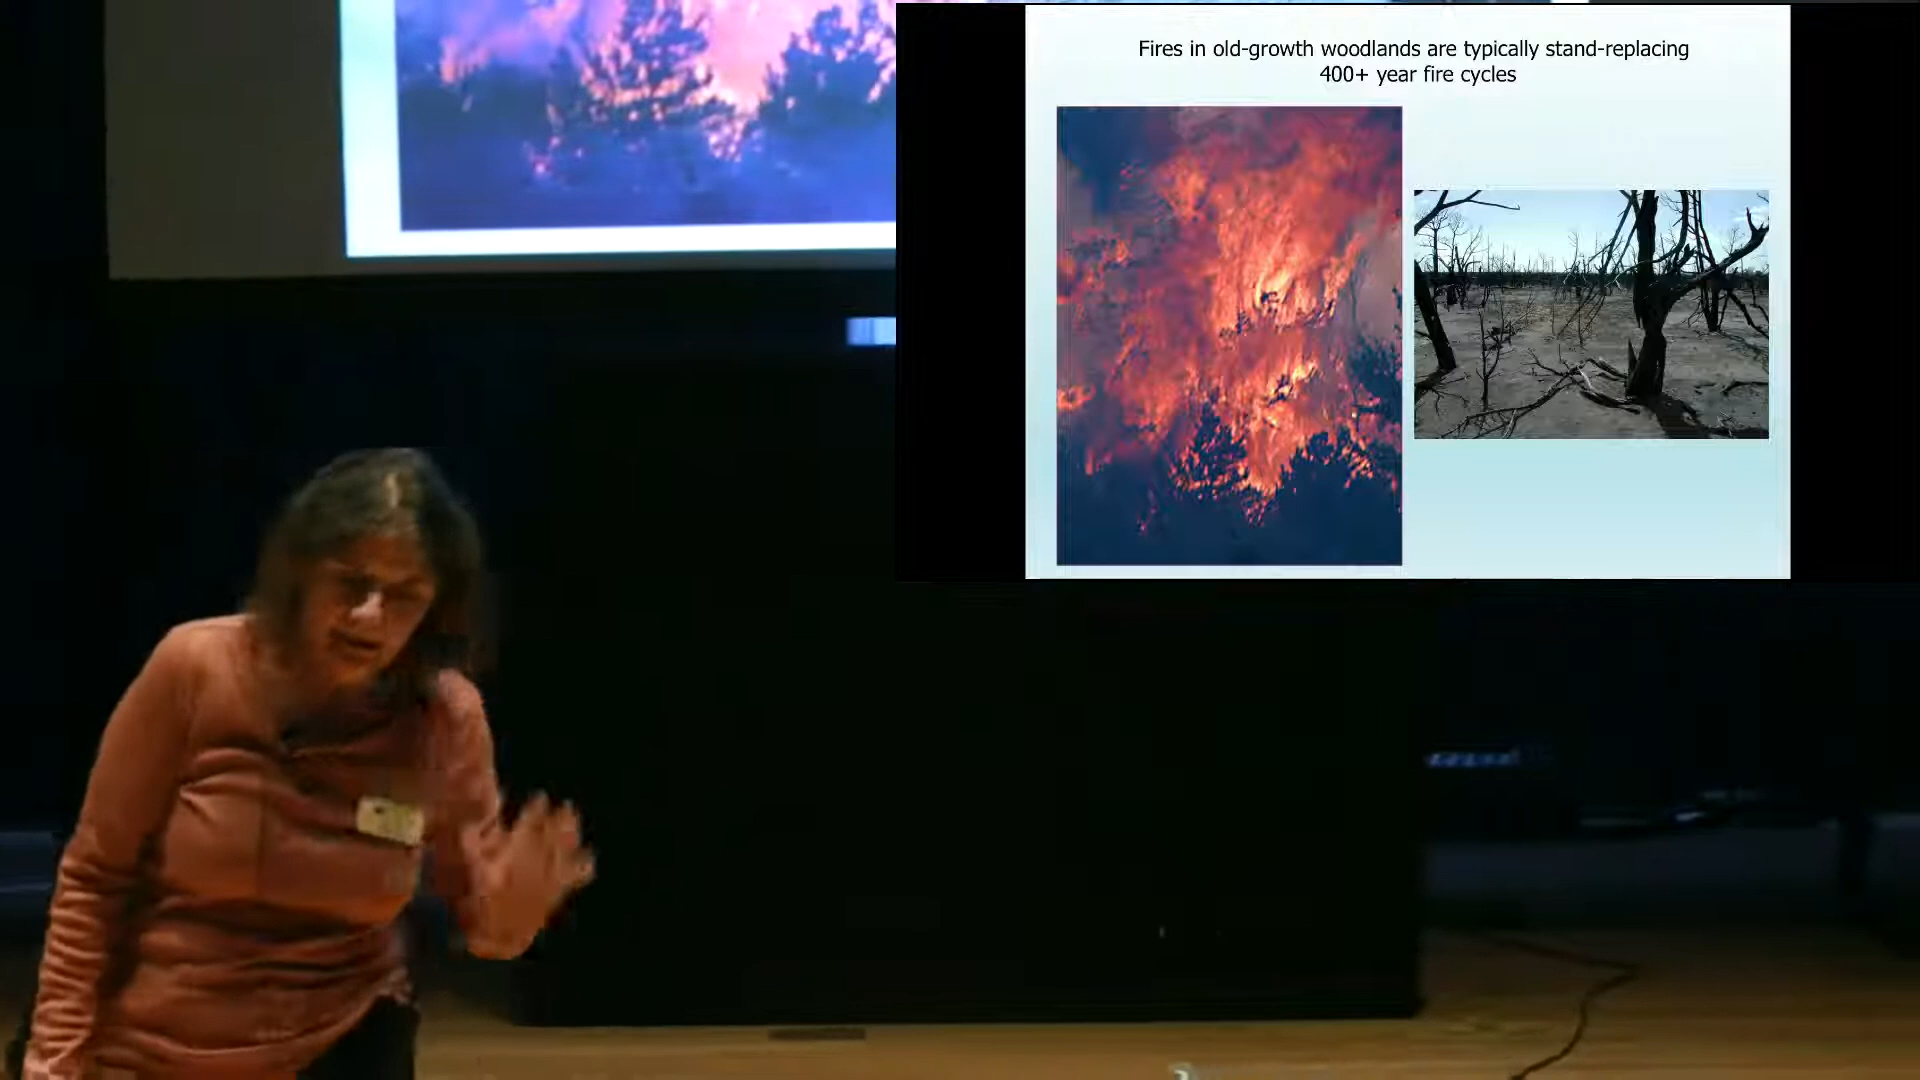 Fires in old-growth woodlands are typically stand-replacing
400+ year fire cycles